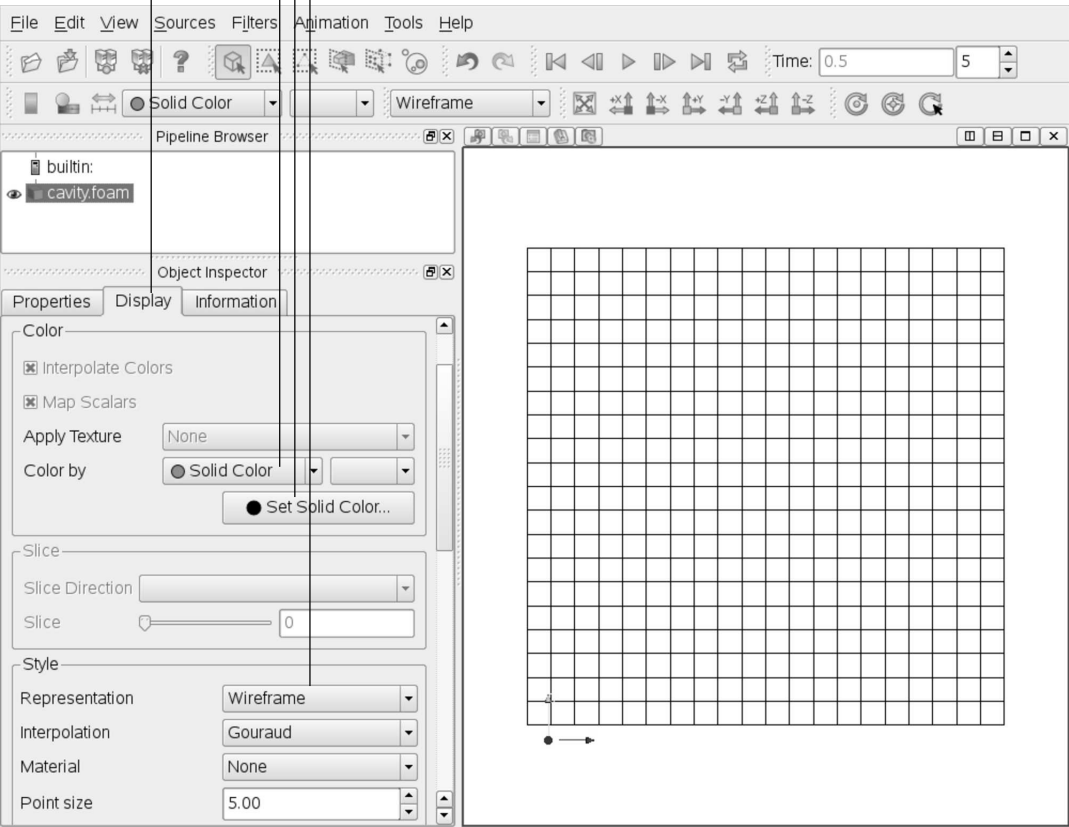 File Edit View Sources Filters Animation Tools Help
? Time: 0.5 5
Solid Color Wireframe +X -X +Y -Y +Z -Z
Pipeline Browser
builtin:
cavity.foam
Object Inspector
Properties Display Information
Color
Interpolate Colors
Map Scalars
Apply Texture None
Color by Solid Color
Set Solid Color...
Slice
Slice Direction
Slice 0
Style
Representation Wireframe
Interpolation Gouraud
Material None
Point size 5.00